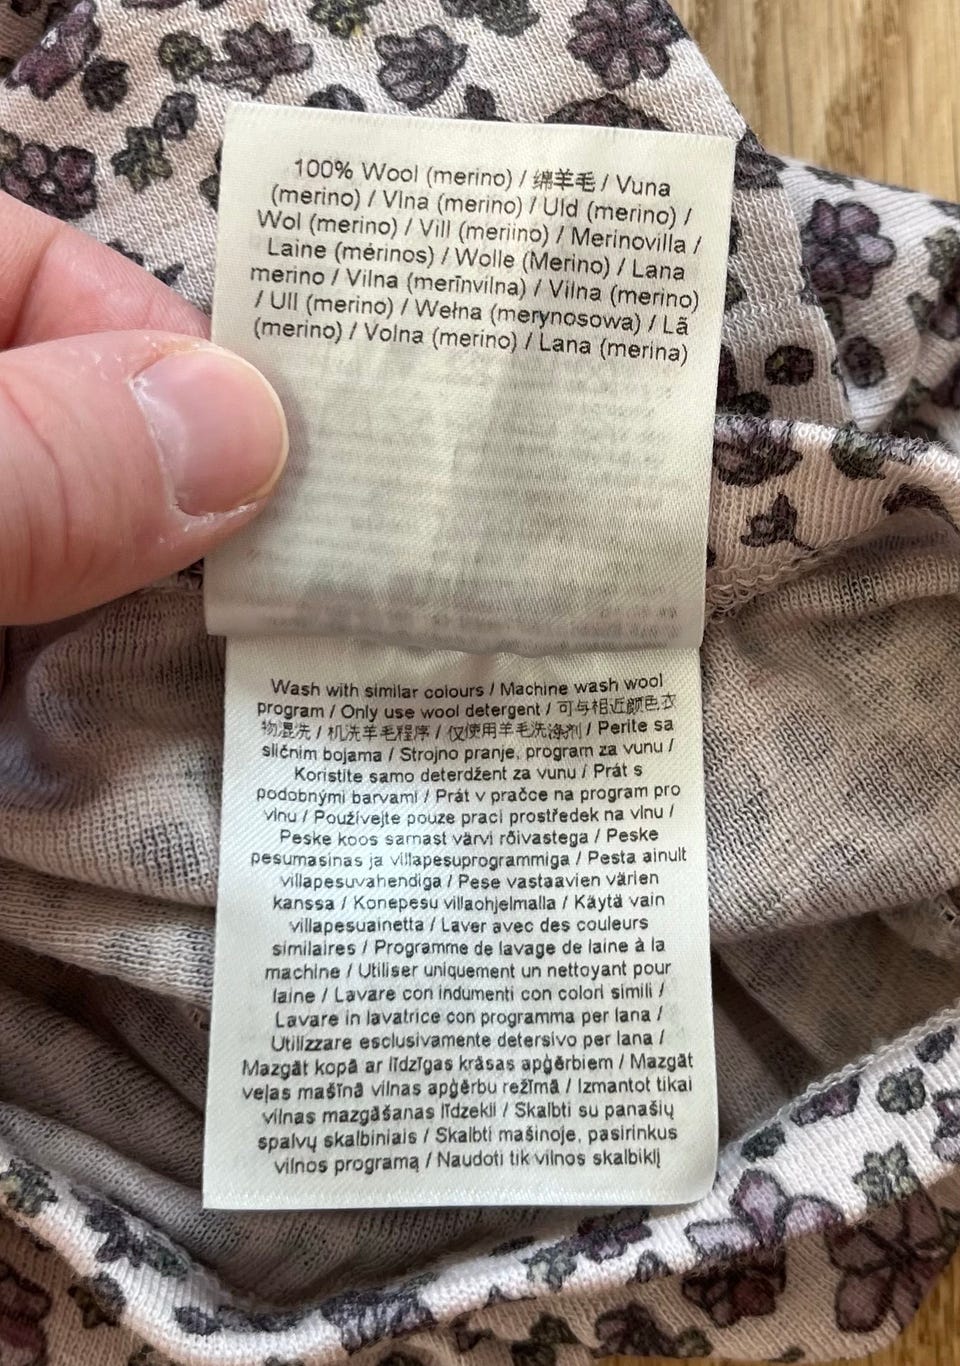 100% Wool (merino) / 绵羊毛 / Vuna
(merino) / Vlna (merino) / Uld (merino) /
Wol (merino) / Vill (meriino) / Merinovilla /
Laine (mérinos) / Wolle (Merino) / Lana
merino / Vilna (merīnvilna) / Vilna (merino)
/ Ull (merino) / Wełna (merynosowa) / Lã
(merino) / Volna (merino) / Lana (merina)
Wash with similar colours / Machine wash wool
program / Only use wool detergent / 可与相近颜色衣
物混洗 / 机洗羊毛程序 / 仅使用羊毛洗涤剂 / Perite sa
sličnim bojama / Strojno pranje, program za vunu /
Koristite samo deterdžent za vunu / Prát s
podobnými barvami / Prát v pračce na program pro
vlnu / Používejte pouze prací prostředek na vlnu /
Peske koos sarnast värvi rõivastega / Peske
pesumasinas ja villapesuprogrammiga / Pesta ainult
villapesuvahendiga / Pese vastaavien värien
kanssa / Konepesu villaohjelmalla / Käytä vain
villapesuainetta / Laver avec des couleurs
similaires / Programme de lavage de laine à la
machine / Utiliser uniquement un nettoyant pour
laine / Lavare con indumenti con colori simili /
Lavare in lavatrice con programma per lana /
Utilizzare esclusivamente detersivo per lana /
Mazgāt kopā ar līdzīgas krāsas apģērbiem / Mazgāt
veļas mašīnā vilnas apģērbu režīmā / Izmantot tikai
vilnas mazgāšanas līdzekli / Skalbti su panašių
spalvų skalbiniais / Skalbti mašinoje, pasirinkus
vilnos programą / Naudoti tik vilnos skalbiklį